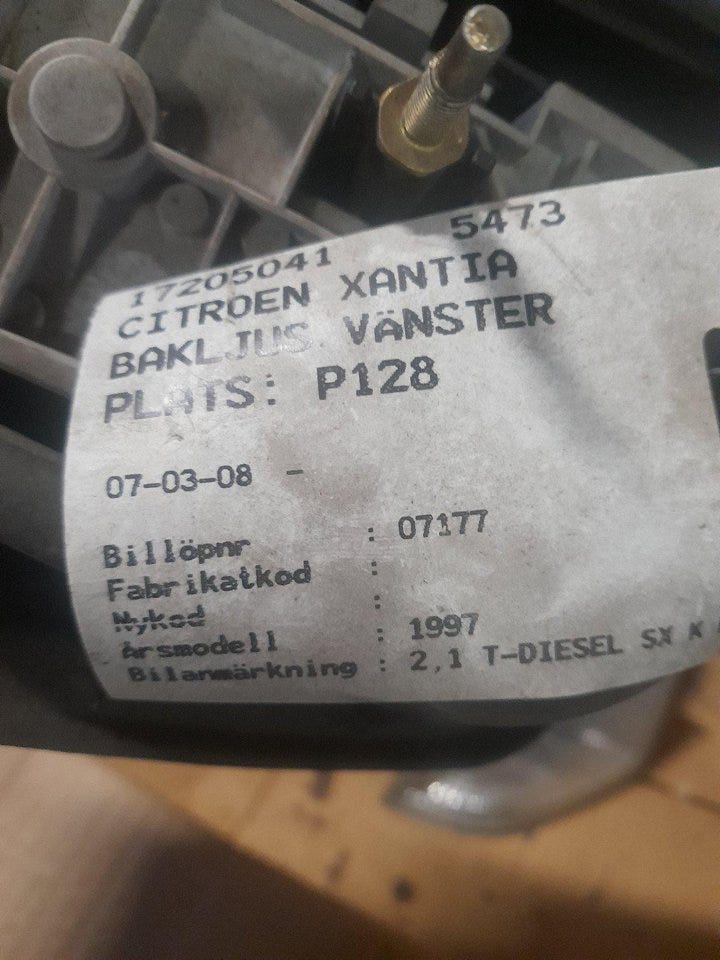 17205041 5473
CITROEN XANTIA
BAKLJUS VÄNSTER
PLATS: P128
07-03-08 -
Billöpnr : 07177
Fabrikatkod :
Nykod :
Årsmodell : 1997
Bilanmärkning : 2,1 T-DIESEL SX K